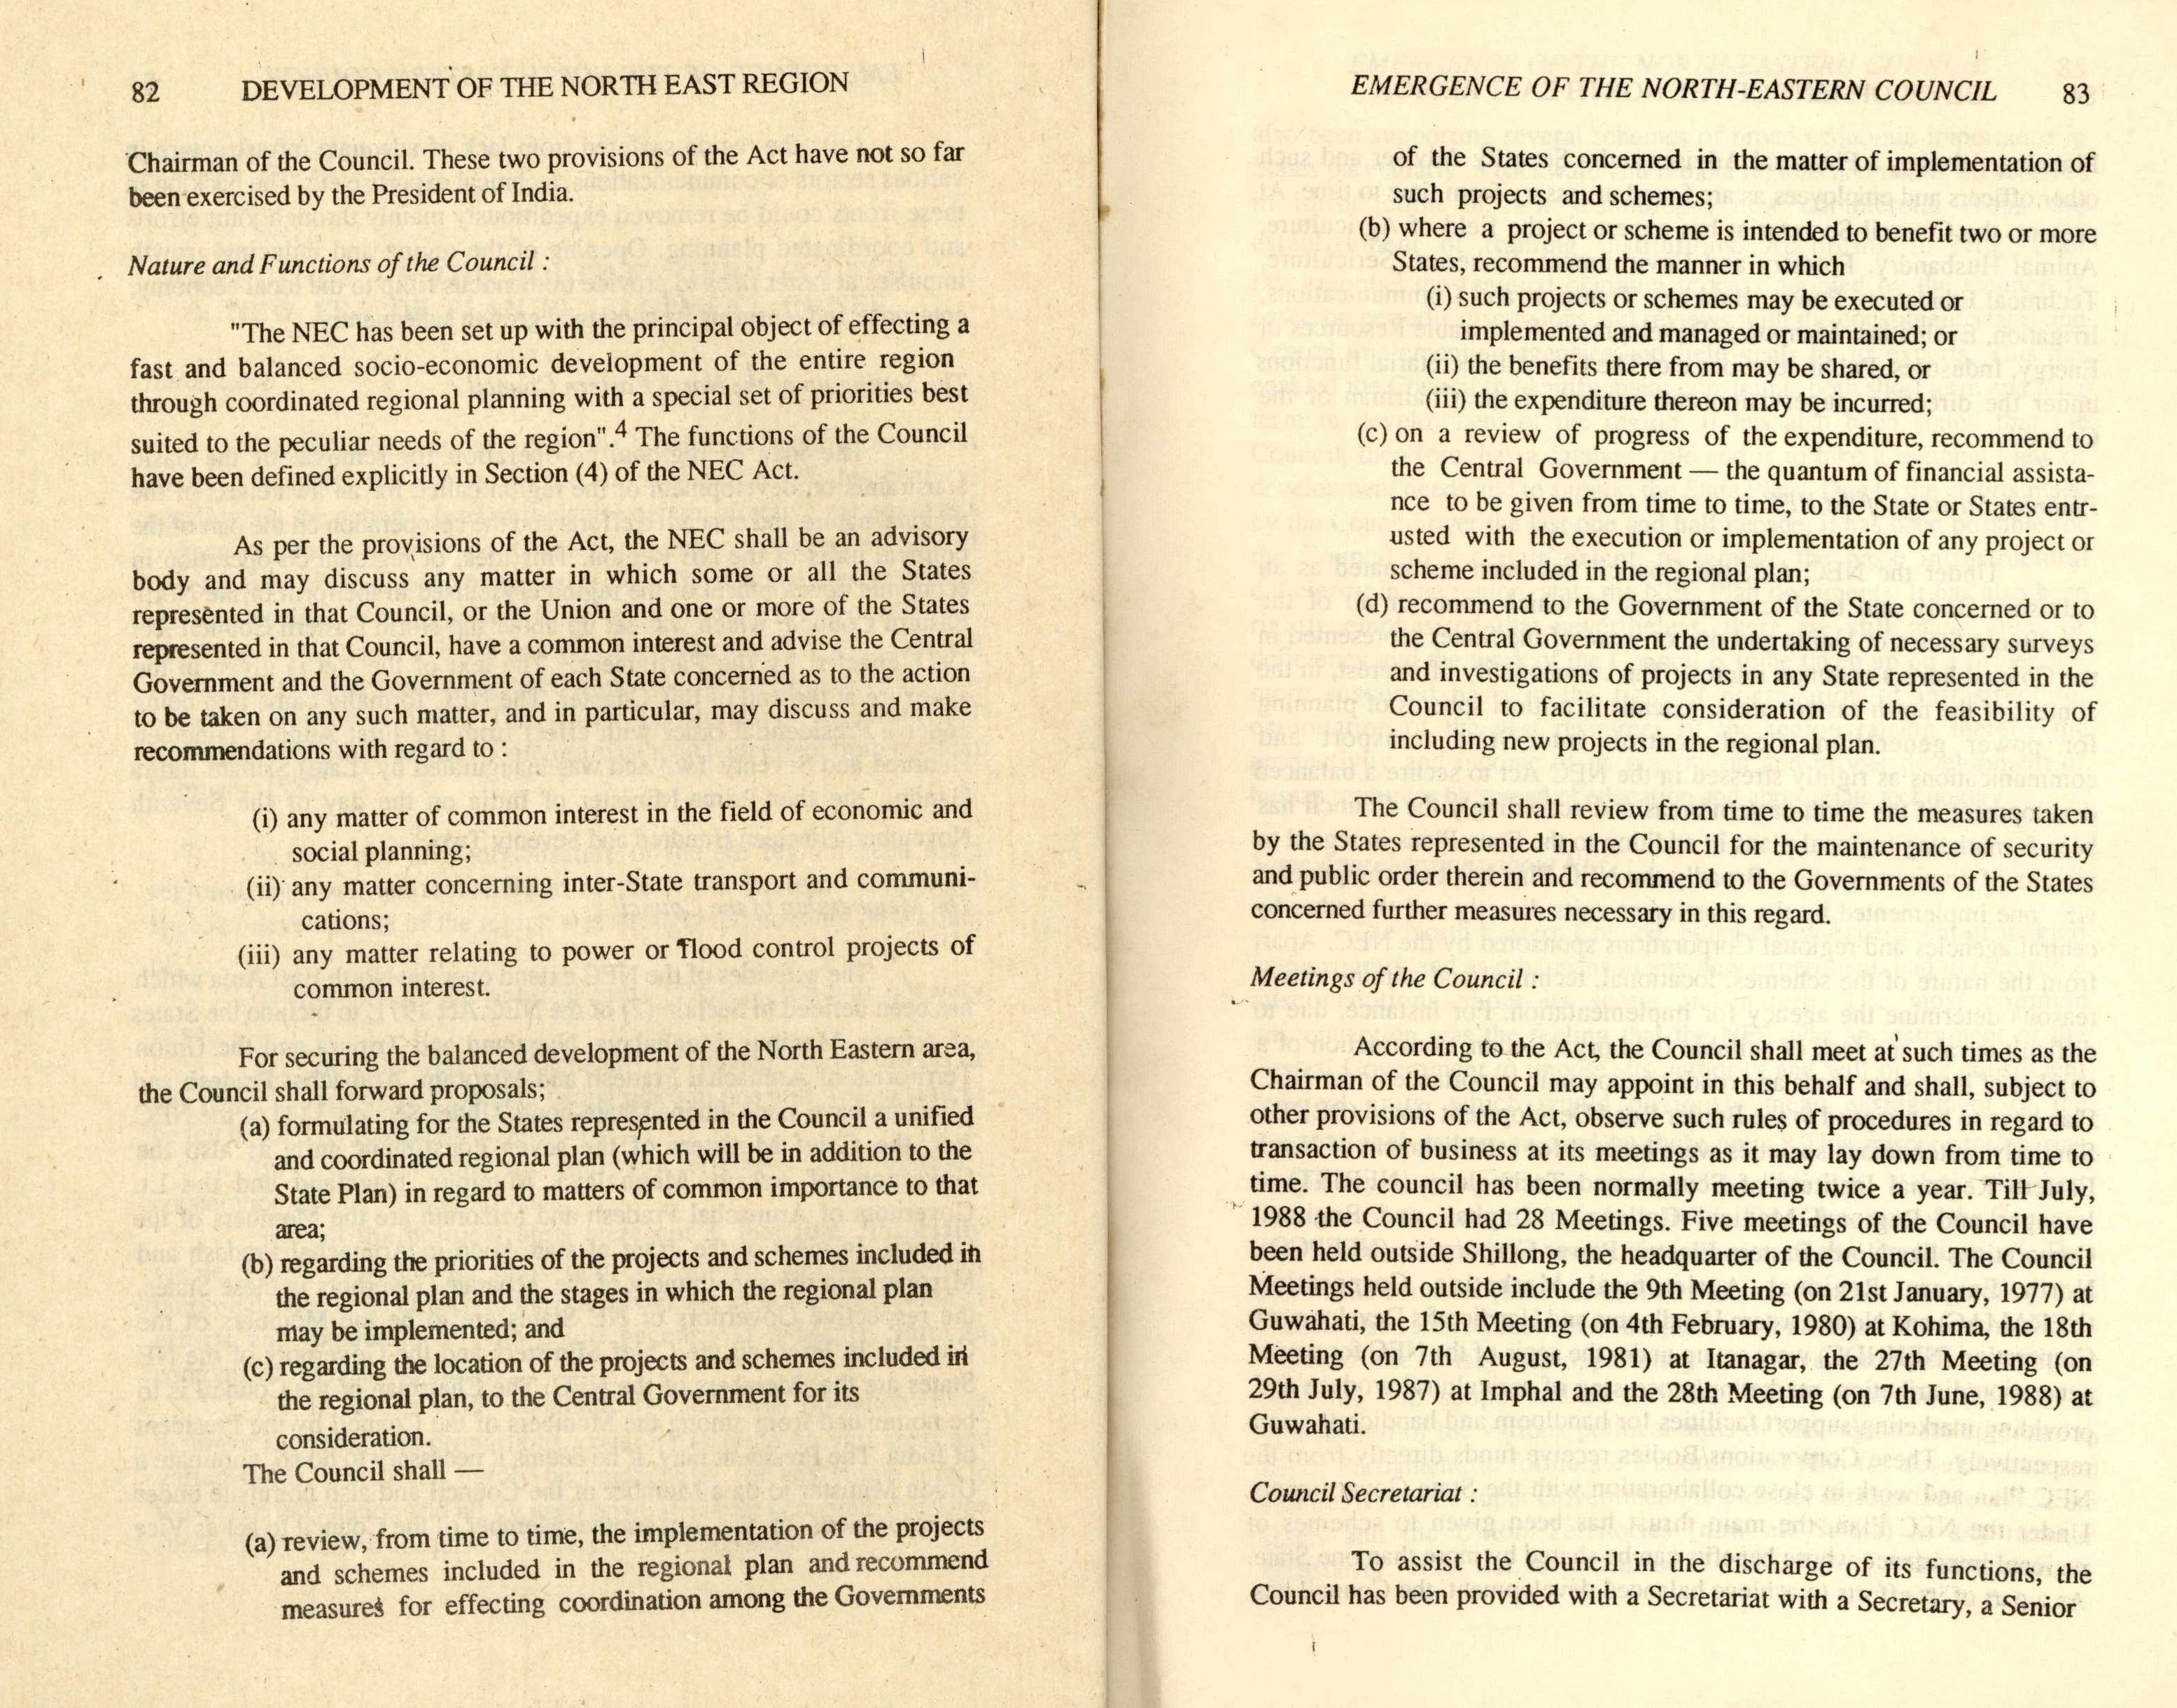 82 DEVELOPMENT OF THE NORTH EAST REGION
Chairman of the Council. These two provisions of the Act have not so far
been exercised by the President of India.
Nature and Functions of the Council :
"The NEC has been set up with the principal object of effecting a
fast and balanced socio-economic development of the entire region
through coordinated regional planning with a special set of priorities best
suited to the peculiar needs of the region".4 The functions of the Council
have been defined explicitly in Section (4) of the NEC Act.
As per the provisions of the Act, the NEC shall be an advisory
body and may discuss any matter in which some or all the States
represented in that Council, or the Union and one or more of the States
represented in that Council, have a common interest and advise the Central
Government and the Government of each State concerned as to the action
to be taken on any such matter, and in particular, may discuss and make
recommendations with regard to :
(i) any matter of common interest in the field of economic and
social planning;
(ii) any matter concerning inter-State transport and communi-
cations;
(iii) any matter relating to power or flood control projects of
common interest.
For securing the balanced development of the North Eastern area,
the Council shall forward proposals;
(a) formulating for the States represented in the Council a unified
and coordinated regional plan (which will be in addition to the
State Plan) in regard to matters of common importance to that
area;
(b) regarding the priorities of the projects and schemes included in
the regional plan and the stages in which the regional plan
may be implemented; and
(c) regarding the location of the projects and schemes included in
the regional plan, to the Central Government for its
consideration.
The Council shall —
(a) review, from time to time, the implementation of the projects
and schemes included in the regional plan and recommend
measures for effecting coordination among the Governments
EMERGENCE OF THE NORTH-EASTERN COUNCIL 83
of the States concerned in the matter of implementation of
such projects and schemes;
(b) where a project or scheme is intended to benefit two or more
States, recommend the manner in which
(i) such projects or schemes may be executed or
implemented and managed or maintained; or
(ii) the benefits there from may be shared, or
(iii) the expenditure thereon may be incurred;
(c) on a review of progress of the expenditure, recommend to
the Central Government — the quantum of financial assista-
nce to be given from time to time, to the State or States entr-
usted with the execution or implementation of any project or
scheme included in the regional plan;
(d) recommend to the Government of the State concerned or to
the Central Government the undertaking of necessary surveys
and investigations of projects in any State represented in the
Council to facilitate consideration of the feasibility of
including new projects in the regional plan.
The Council shall review from time to time the measures taken
by the States represented in the Council for the maintenance of security
and public order therein and recommend to the Governments of the States
concerned further measures necessary in this regard.
Meetings of the Council :
According to the Act, the Council shall meet at such times as the
Chairman of the Council may appoint in this behalf and shall, subject to
other provisions of the Act, observe such rules of procedures in regard to
transaction of business at its meetings as it may lay down from time to
time. The council has been normally meeting twice a year. Till July,
1988 the Council had 28 Meetings. Five meetings of the Council have
been held outside Shillong, the headquarter of the Council. The Council
Meetings held outside include the 9th Meeting (on 21st January, 1977) at
Guwahati, the 15th Meeting (on 4th February, 1980) at Kohima, the 18th
Meeting (on 7th August, 1981) at Itanagar, the 27th Meeting (on
29th July, 1987) at Imphal and the 28th Meeting (on 7th June, 1988) at
Guwahati.
Council Secretariat :
To assist the Council in the discharge of its functions, the
Council has been provided with a Secretariat with a Secretary, a Senior